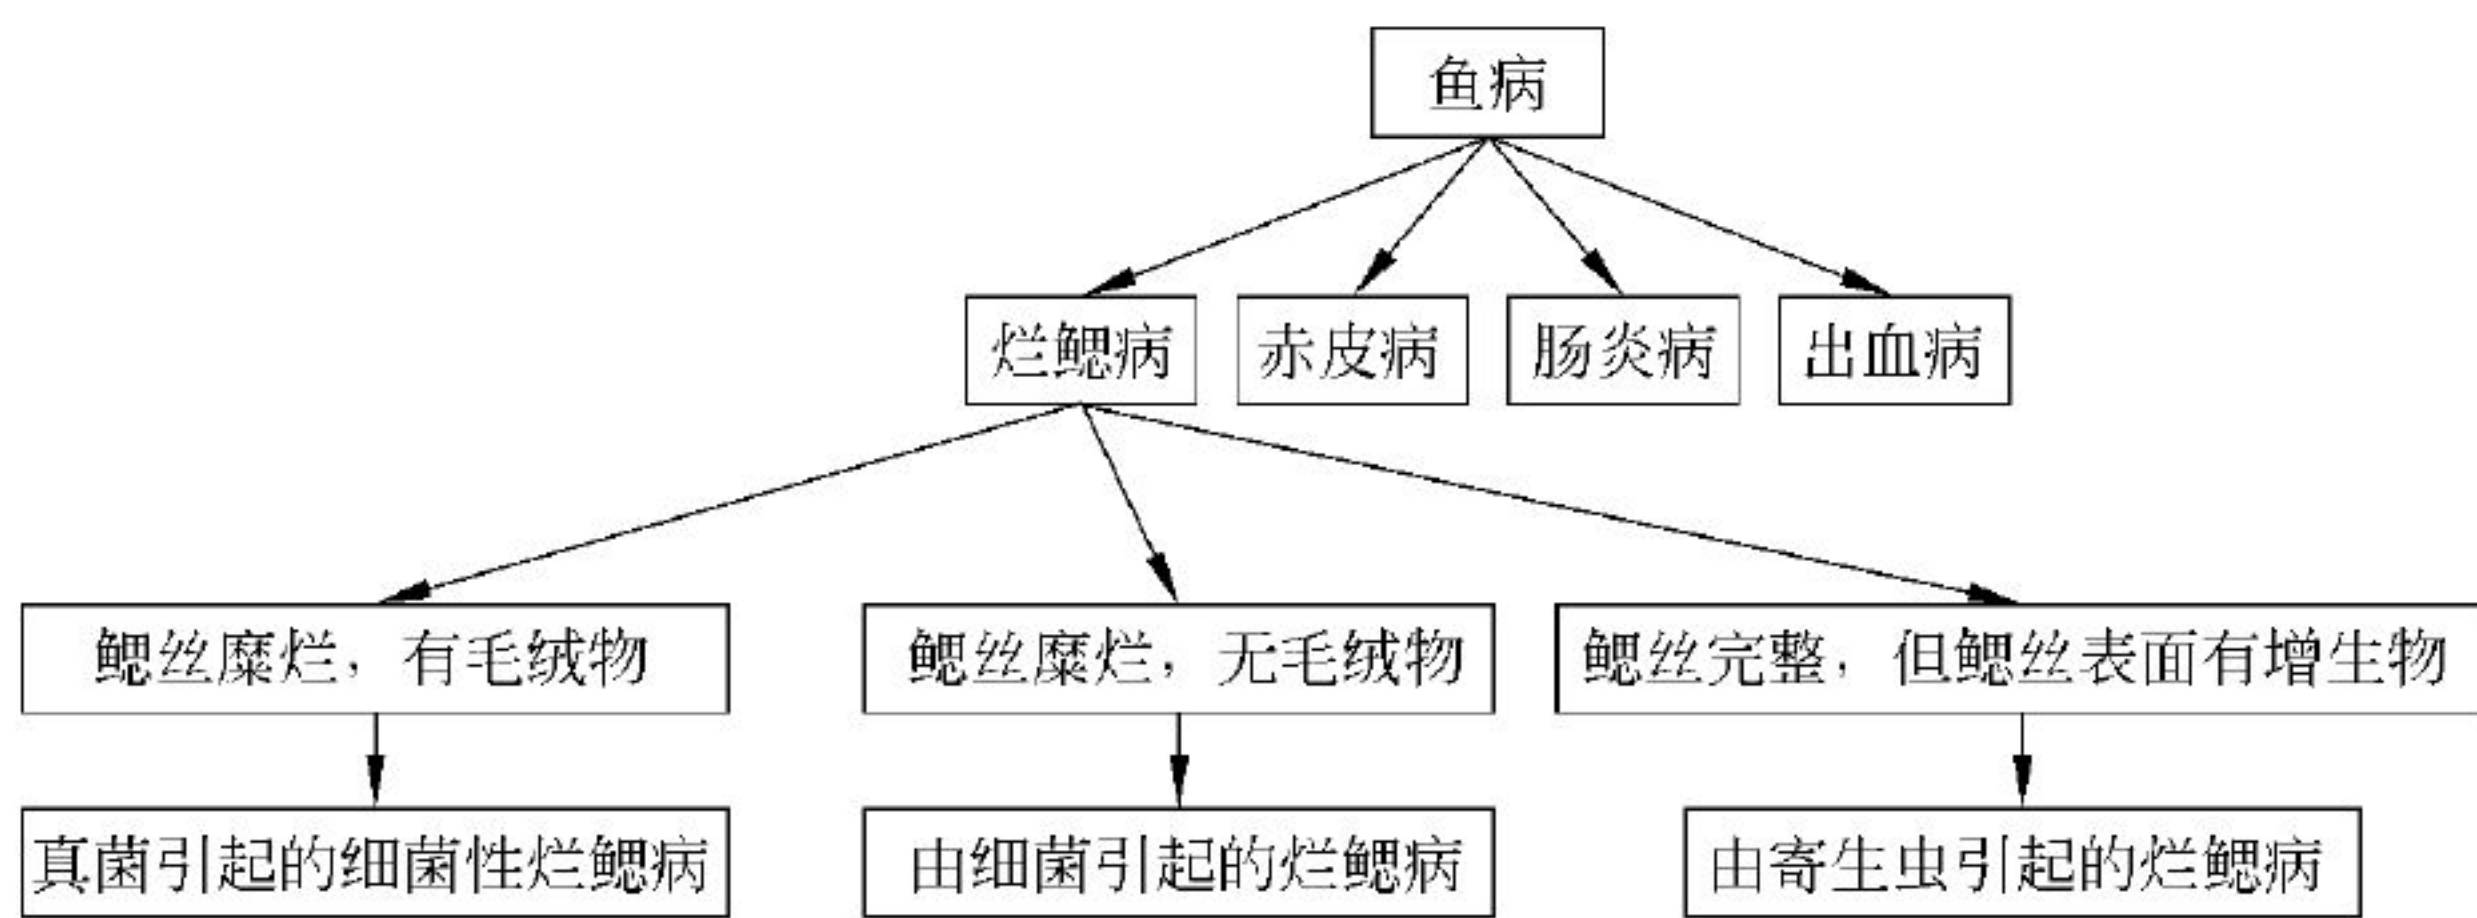 鱼病
烂鳃病
赤皮病
肠炎病
出血病
鳃丝糜烂，有毛绒物
鳃丝糜烂，无毛绒物
鳃丝完整，但鳃丝表面有增生物
真菌引起的细菌性烂鳃病
由细菌引起的烂鳃病
由寄生虫引起的烂鳃病